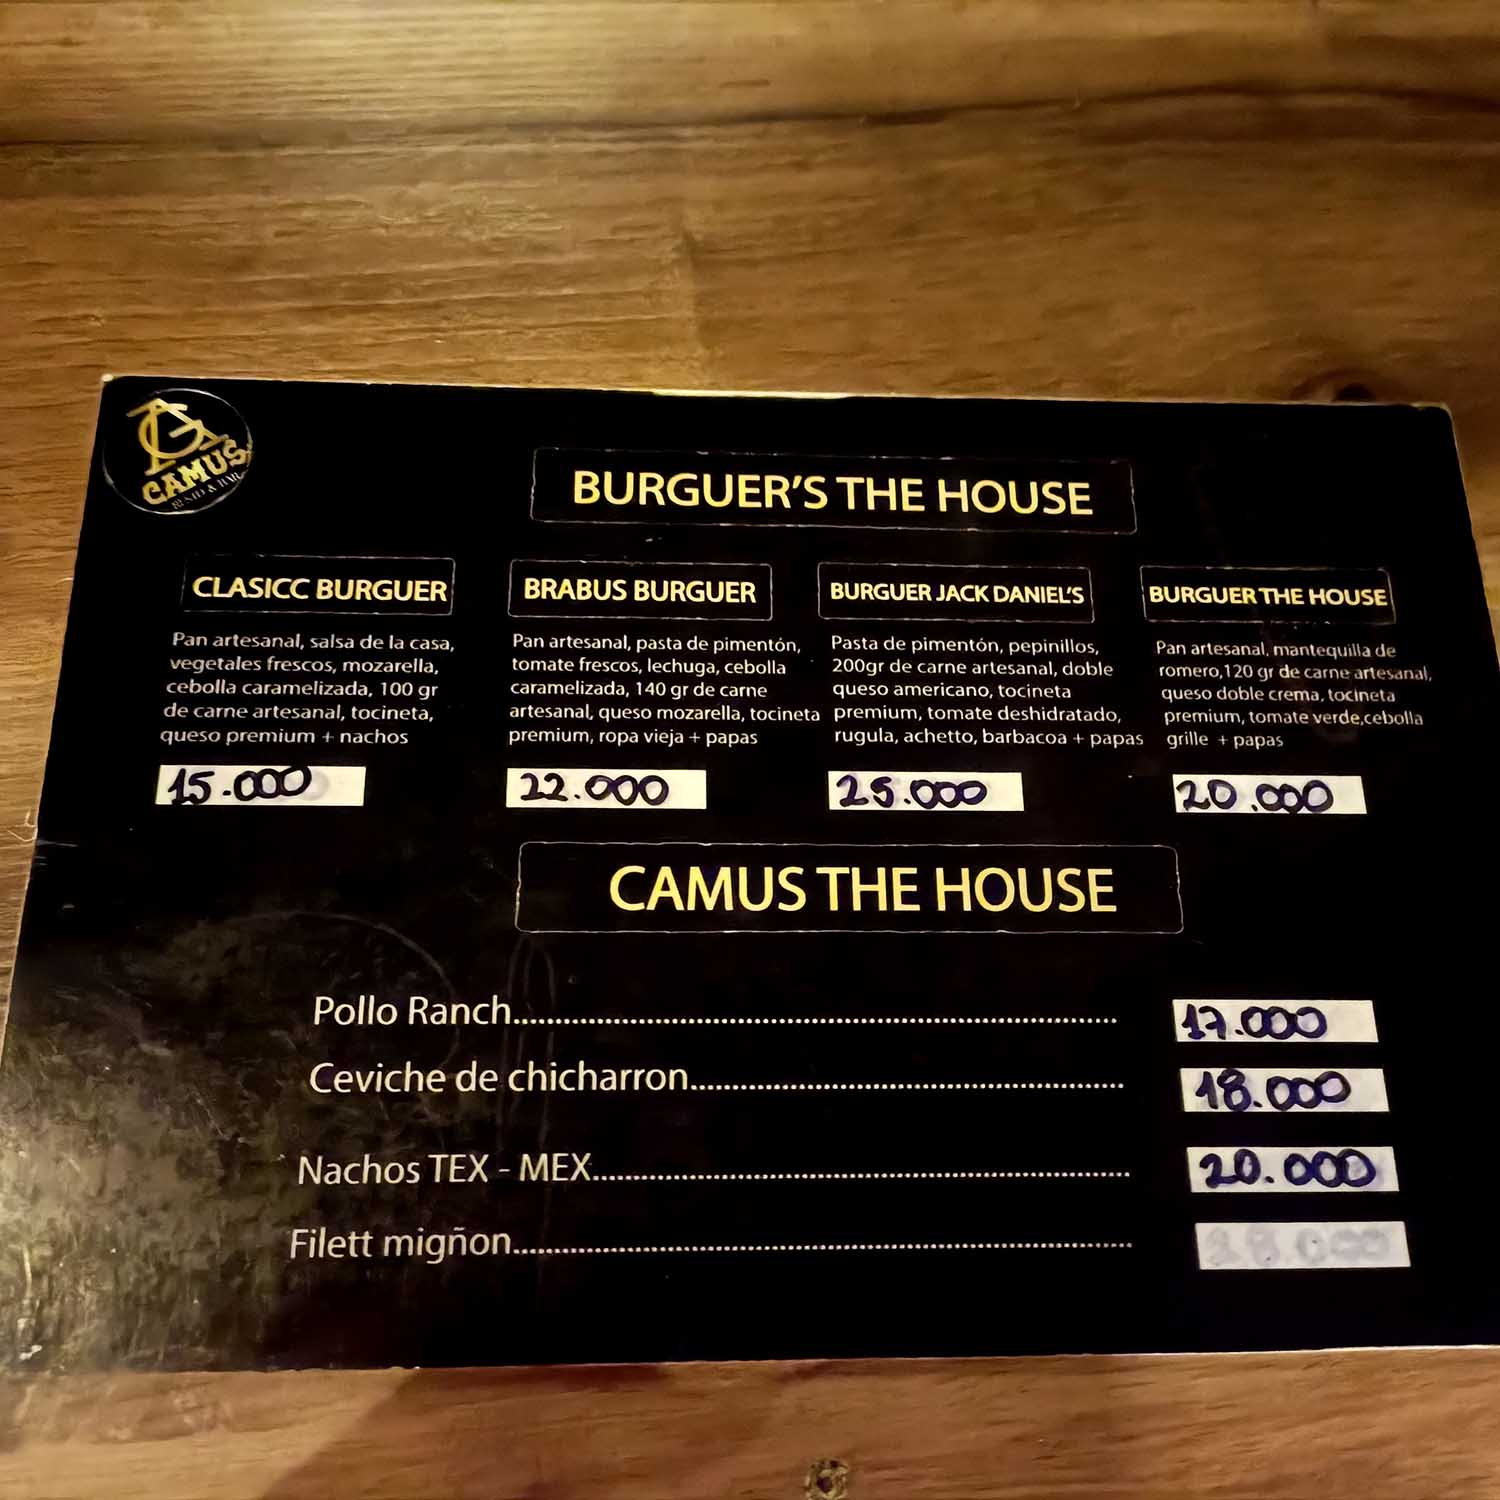 CAMUS
RESTO & BAR
BURGUER'S THE HOUSE
CLASICC BURGUER
Pan artesanal, salsa de la casa,
vegetales frescos, mozarella,
cebolla caramelizada, 100 gr
de carne artesanal, tocineta,
queso premium + nachos
15.000
BRABUS BURGUER
Pan artesanal, pasta de pimentón,
tomate frescos, lechuga, cebolla
caramelizada, 140 gr de carne
artesanal, queso mozarella, tocineta
premium, ropa vieja + papas
22.000
BURGUER JACK DANIEL'S
Pasta de pimentón, pepinillos,
200gr de carne artesanal, doble
queso americano, tocineta
premium, tomate deshidratado,
rugula, achetto, barbacoa + papas
25.000
BURGUER THE HOUSE
Pan artesanal, mantequilla de
romero,120 gr de carne artesanal,
queso doble crema, tocineta
premium, tomate verde,cebolla
grille + papas
20.000
CAMUS THE HOUSE
Pollo Ranch 17.000
Ceviche de chicharron 18.000
Nachos TEX - MEX 20.000
Filett migñon